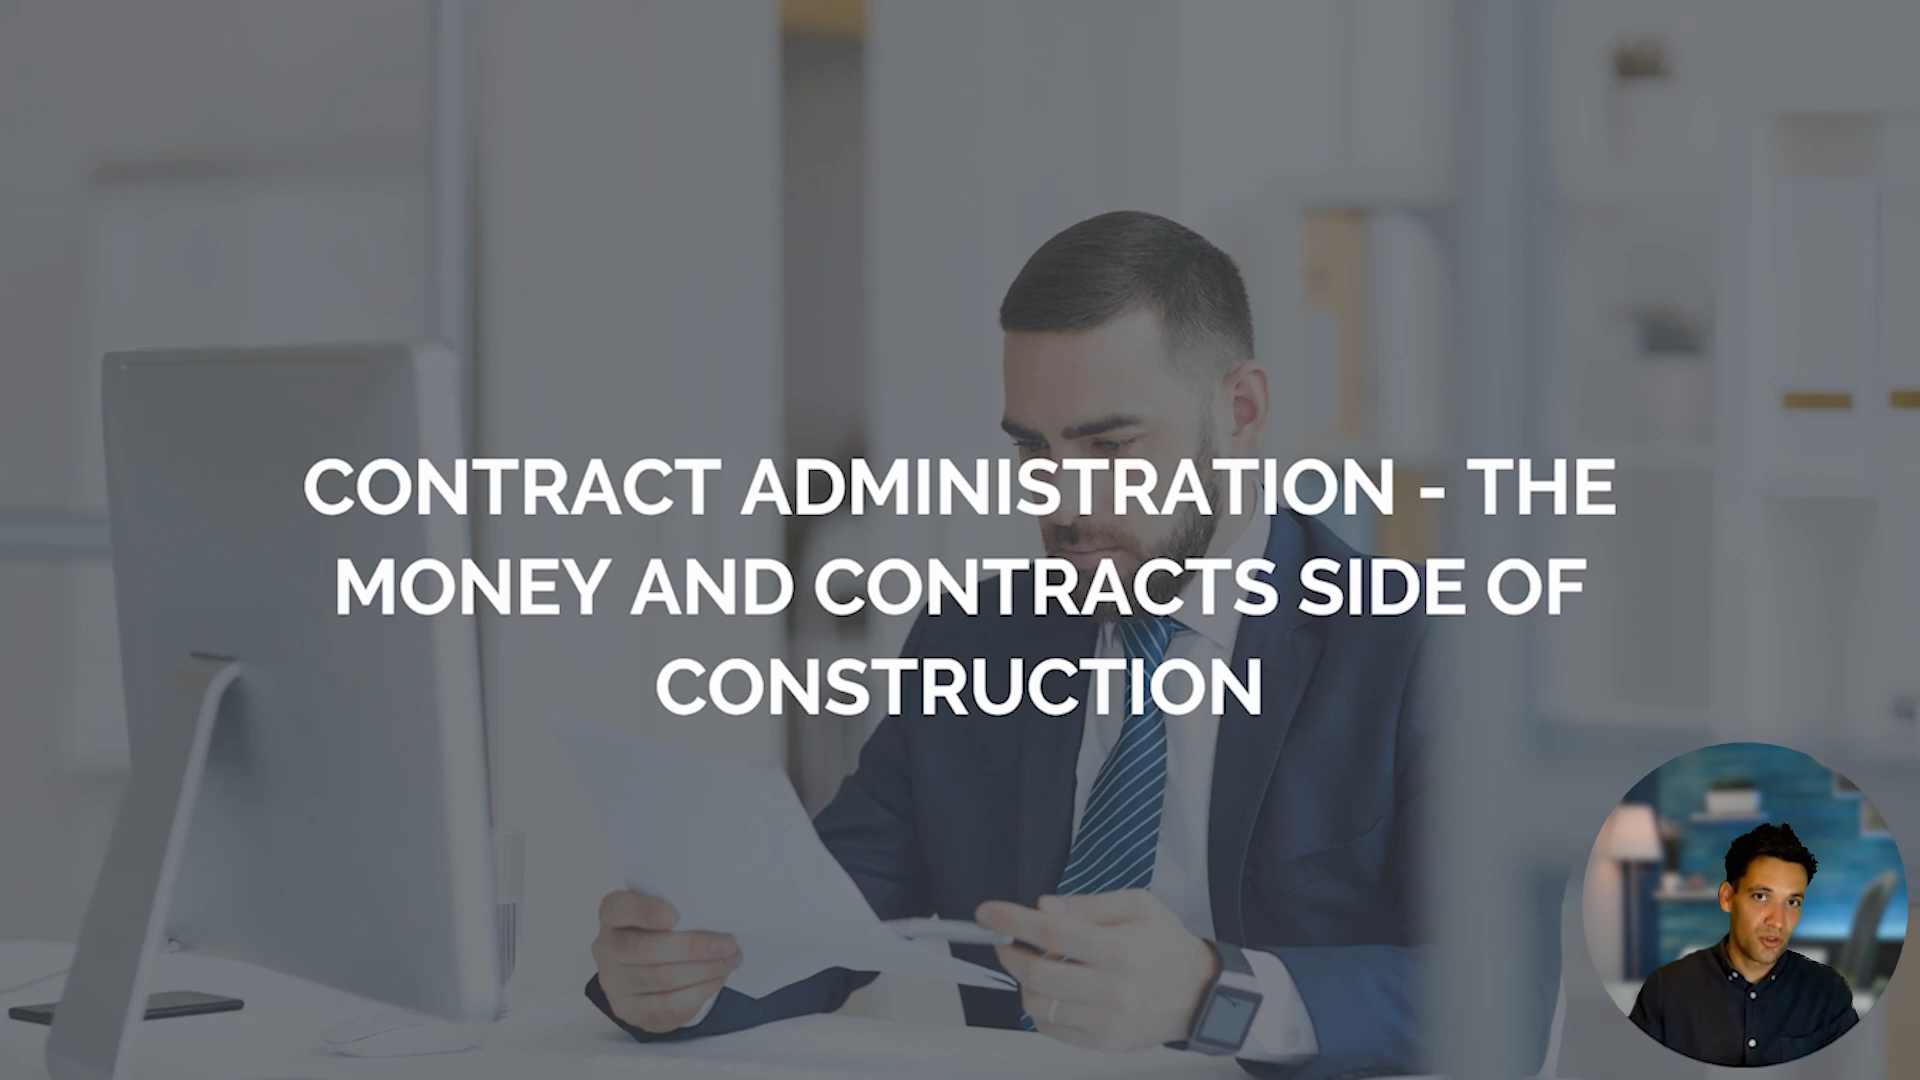 CONTRACT ADMINISTRATION - THE
MONEY AND CONTRACTS SIDE OF
CONSTRUCTION